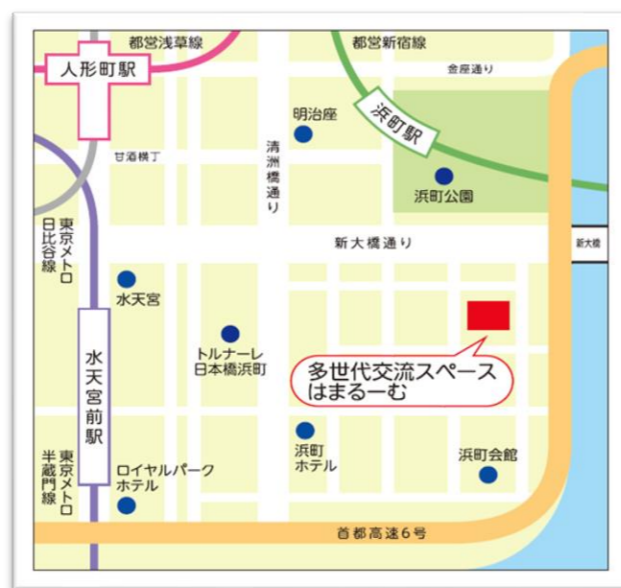 都営浅草線
都営新宿線
人形町駅
金座通り
明治座
浜町駅
甘酒横丁
清洲橋通り
浜町公園
東京メトロ
日比谷線
新大橋通り
新大橋
水天宮
トルナーレ
日本橋浜町
水天宮前駅
多世代交流スペース
はまるーむ
浜町
ホテル
浜町会館
東京メトロ
半蔵門線
ロイヤルパーク
ホテル
首都高速6号